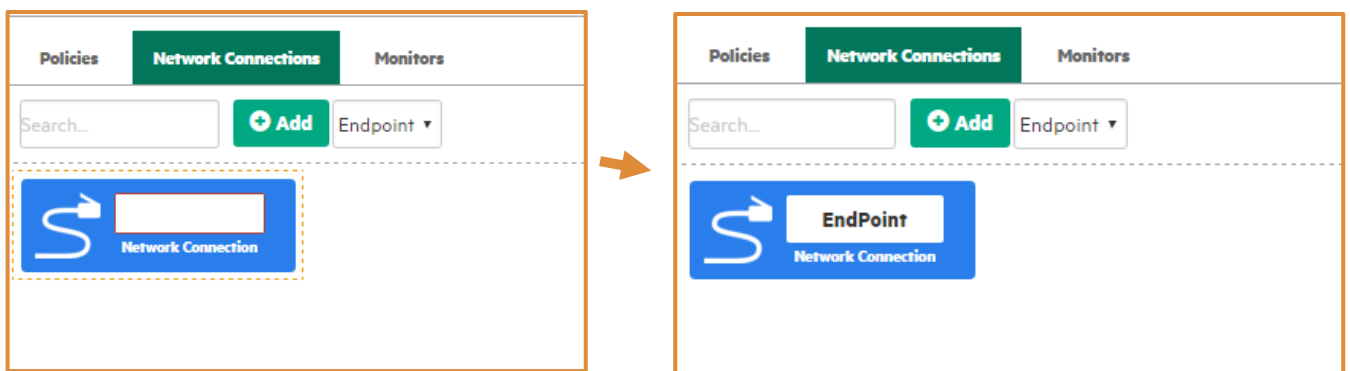 Policies Network Connections Monitors
Search... Add Endpoint
Network Connection
Policies Network Connections Monitors
Search... Add Endpoint
EndPoint
Network Connection